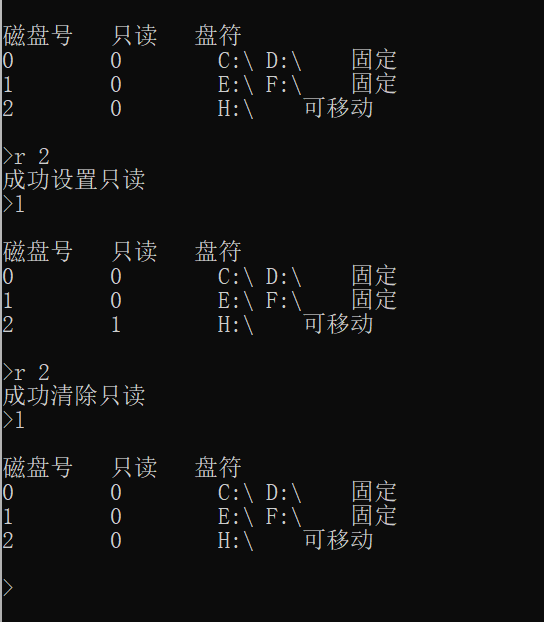 磁盘号 只读 盘符
0 0 C:\ D:\ 固定
1 0 E:\ F:\ 固定
2 0 H:\ 可移动
>r 2
成功设置只读
>l
磁盘号 只读 盘符
0 0 C:\ D:\ 固定
1 0 E:\ F:\ 固定
2 1 H:\ 可移动
>r 2
成功清除只读
>l
磁盘号 只读 盘符
0 0 C:\ D:\ 固定
1 0 E:\ F:\ 固定
2 0 H:\ 可移动
>